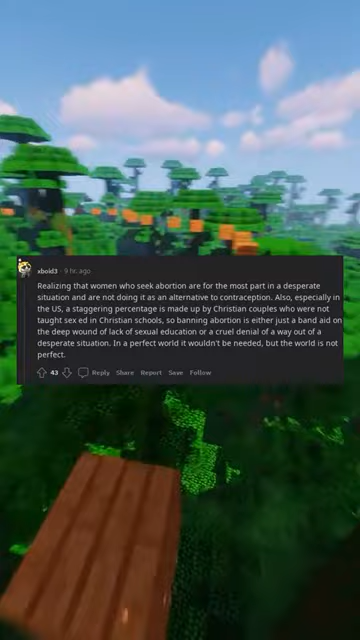 xbold3 · 9 hr. ago
Realizing that women who seek abortion are for the most part in a desperate
situation and are not doing it as an alternative to contraception. Also, especially in
the US, a staggering percentage is made up by Christian couples who were not
taught sex ed in Christian schools, so banning abortion is either just a band aid on
the deep wound of lack of sexual education or a cruel denial of a way out of a
desperate situation. In a perfect world it wouldn't be needed, but the world is not
perfect.
43 Reply Share Report Save Follow